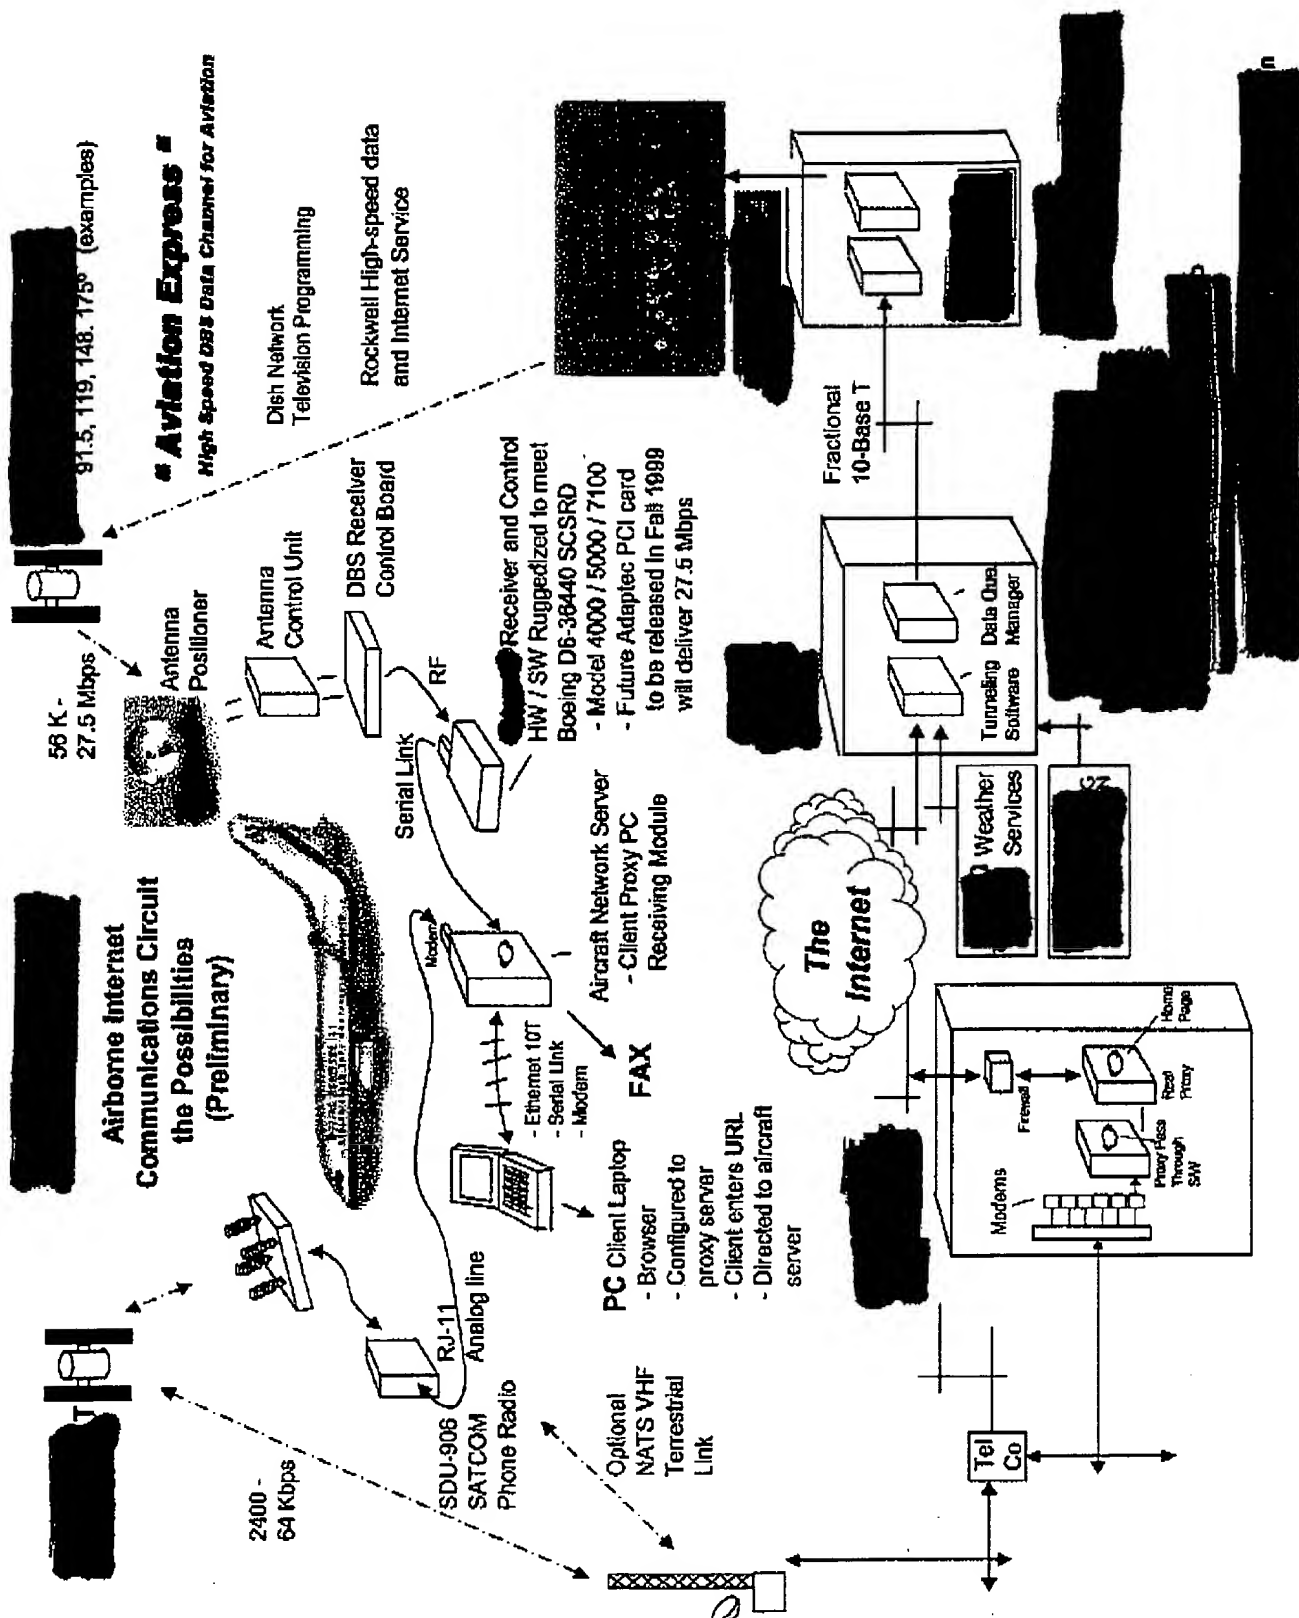 Airborne Internet
Communications Circuit
the Possibilities
(Preliminary)
91.5, 119, 148, 175º (examples)
" Aviation Express "
High Speed DBS Data Channel for Aviation
56 K -
27.5 Mbps
Antenna
Positioner
Antenna
Control Unit
DBS Receiver
Control Board
Dish Network
Television Programming
Rockwell High-speed data
and Internet Service
T
2400 -
64 Kbps
RJ-11
Analog line
SDU-906
SATCOM
Phone Radio
Modem
Serial Link
RF
Receiver and Control
HW / SW Ruggedized to meet
Boeing D6-36440 SCSRD
- Model 4000 / 5000 / 7100
- Future Adaptec PCI card
to be released in Fall 1999
will deliver 27.5 Mbps
- Ethernet 10T
- Serial Link
- Modem
Aircraft Network Server
- Client Proxy PC
Receiving Module
FAX
PC Client Laptop
- Browser
- Configured to
proxy server
- Client enters URL
- Directed to aircraft
server
Optional
NATS VHF
Terrestrial
Link
The
Internet
Fractional
10-Base T
Tunneling
Software
Data Que.
Manager
Weather
Services
Tel
Co
Modems
Firewall
Proxy Pass
Through
S/W
Real
Proxy
Home
Page
n